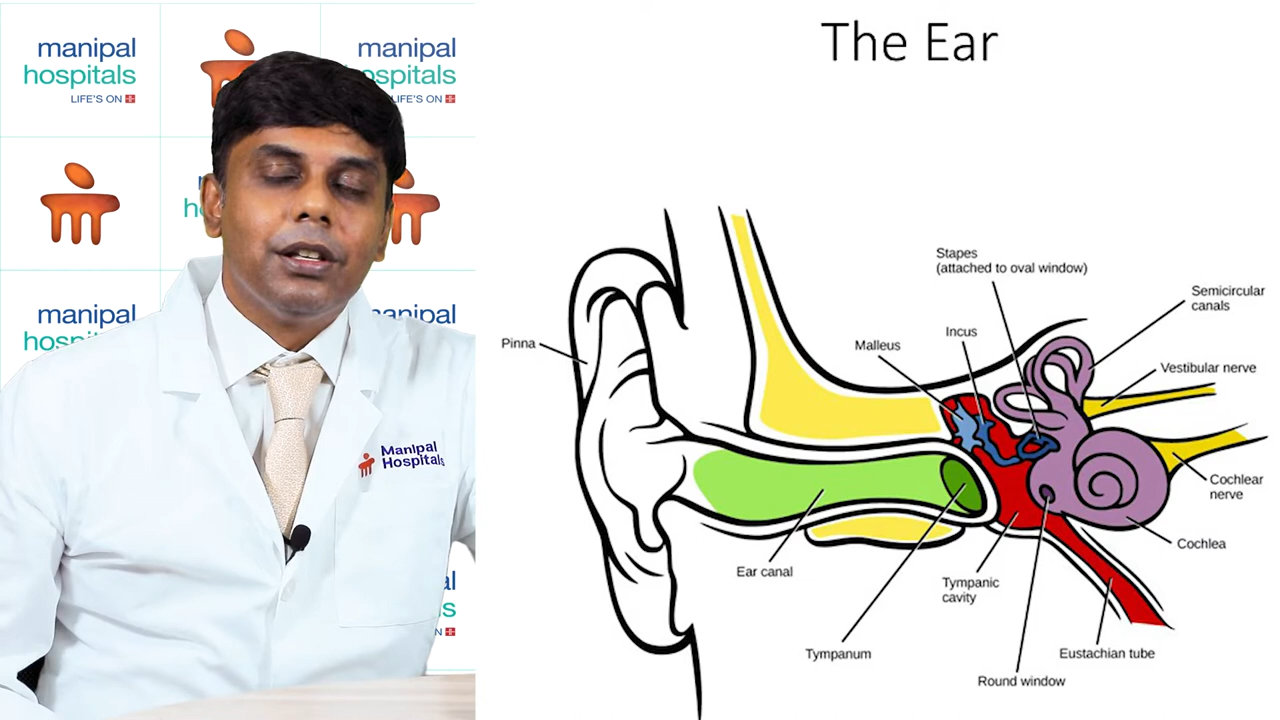 manipal
hospitals
LIFE'S ON
manipal
hospitals
LIFE'S ON
manipal
manipal
Manipal
Hospitals
The Ear
Stapes
(attached to oval window)
Semicircular
canals
Incus
Malleus
Pinna
Vestibular nerve
Cochlear
nerve
Cochlea
Ear canal
Tympanic
cavity
Tympanum
Eustachian tube
Round window